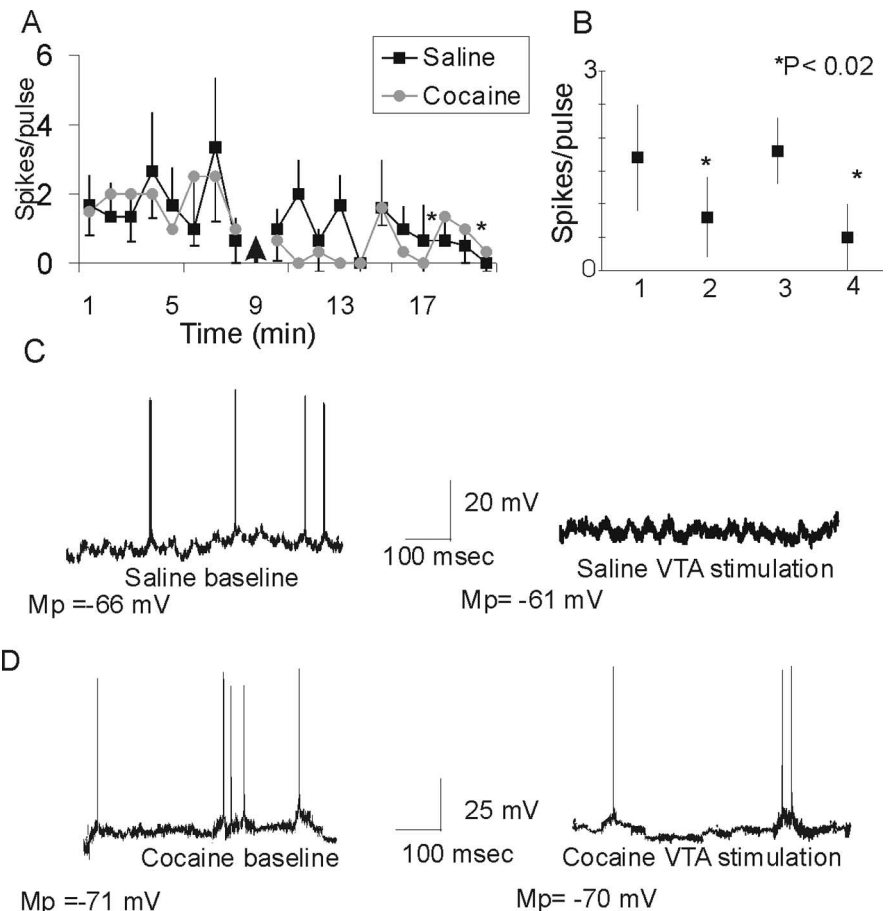 A
6
4
2
0
Spikes/pulse
Saline
Cocaine
*
*
1 5 9 13 17
Time (min)
B
*P< 0.02
3
0
Spikes/pulse
*
*
1 2 3 4
C
20 mV
100 msec
Saline baseline
Saline VTA stimulation
Mp =-66 mV
Mp= -61 mV
D
25 mV
100 msec
Cocaine baseline
Cocaine VTA stimulation
Mp =-71 mV
Mp= -70 mV